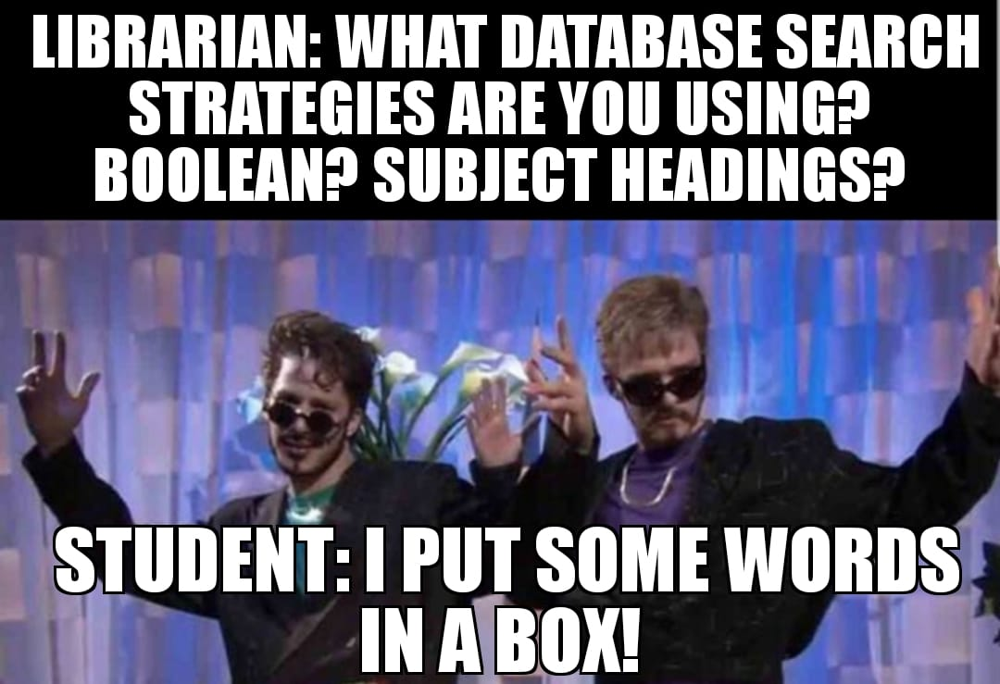 LIBRARIAN: WHAT DATABASE SEARCH
STRATEGIES ARE YOU USING?
BOOLEAN? SUBJECT HEADINGS?
STUDENT: I PUT SOME WORDS
IN A BOX!